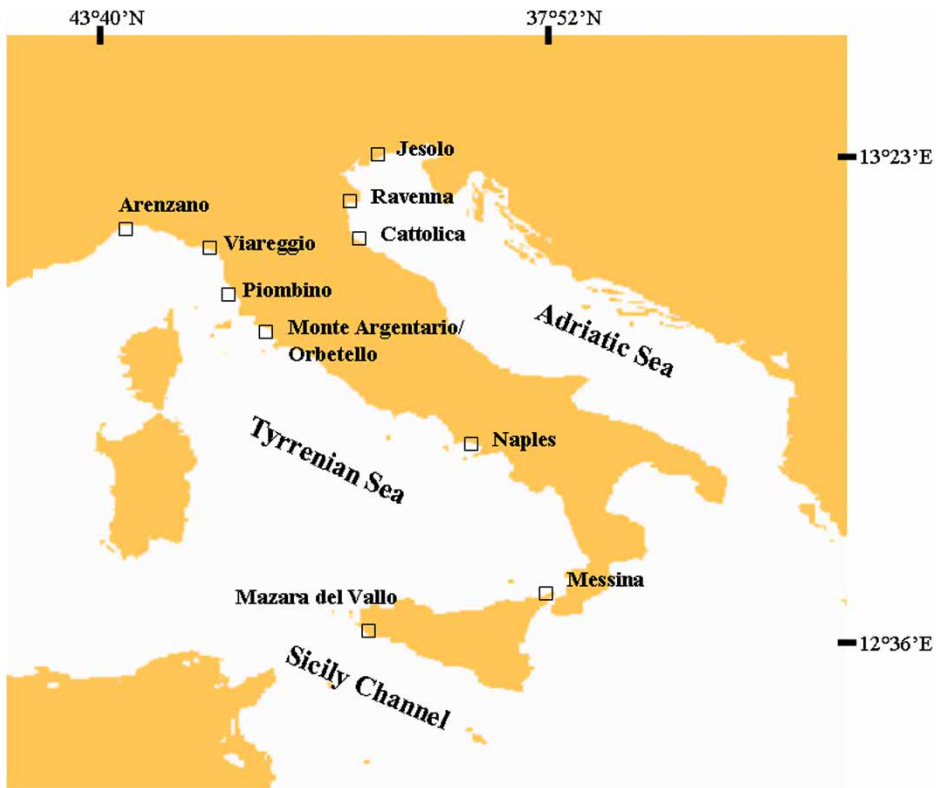 43°40’N
37°52’N
Jesolo
13°23’E
Ravenna
Arenzano
Cattolica
Viareggio
Piombino
Adriatic Sea
Monte Argentario/
Orbetello
Tyrrenian Sea
Naples
Messina
Mazara del Vallo
12°36’E
Sicily Channel